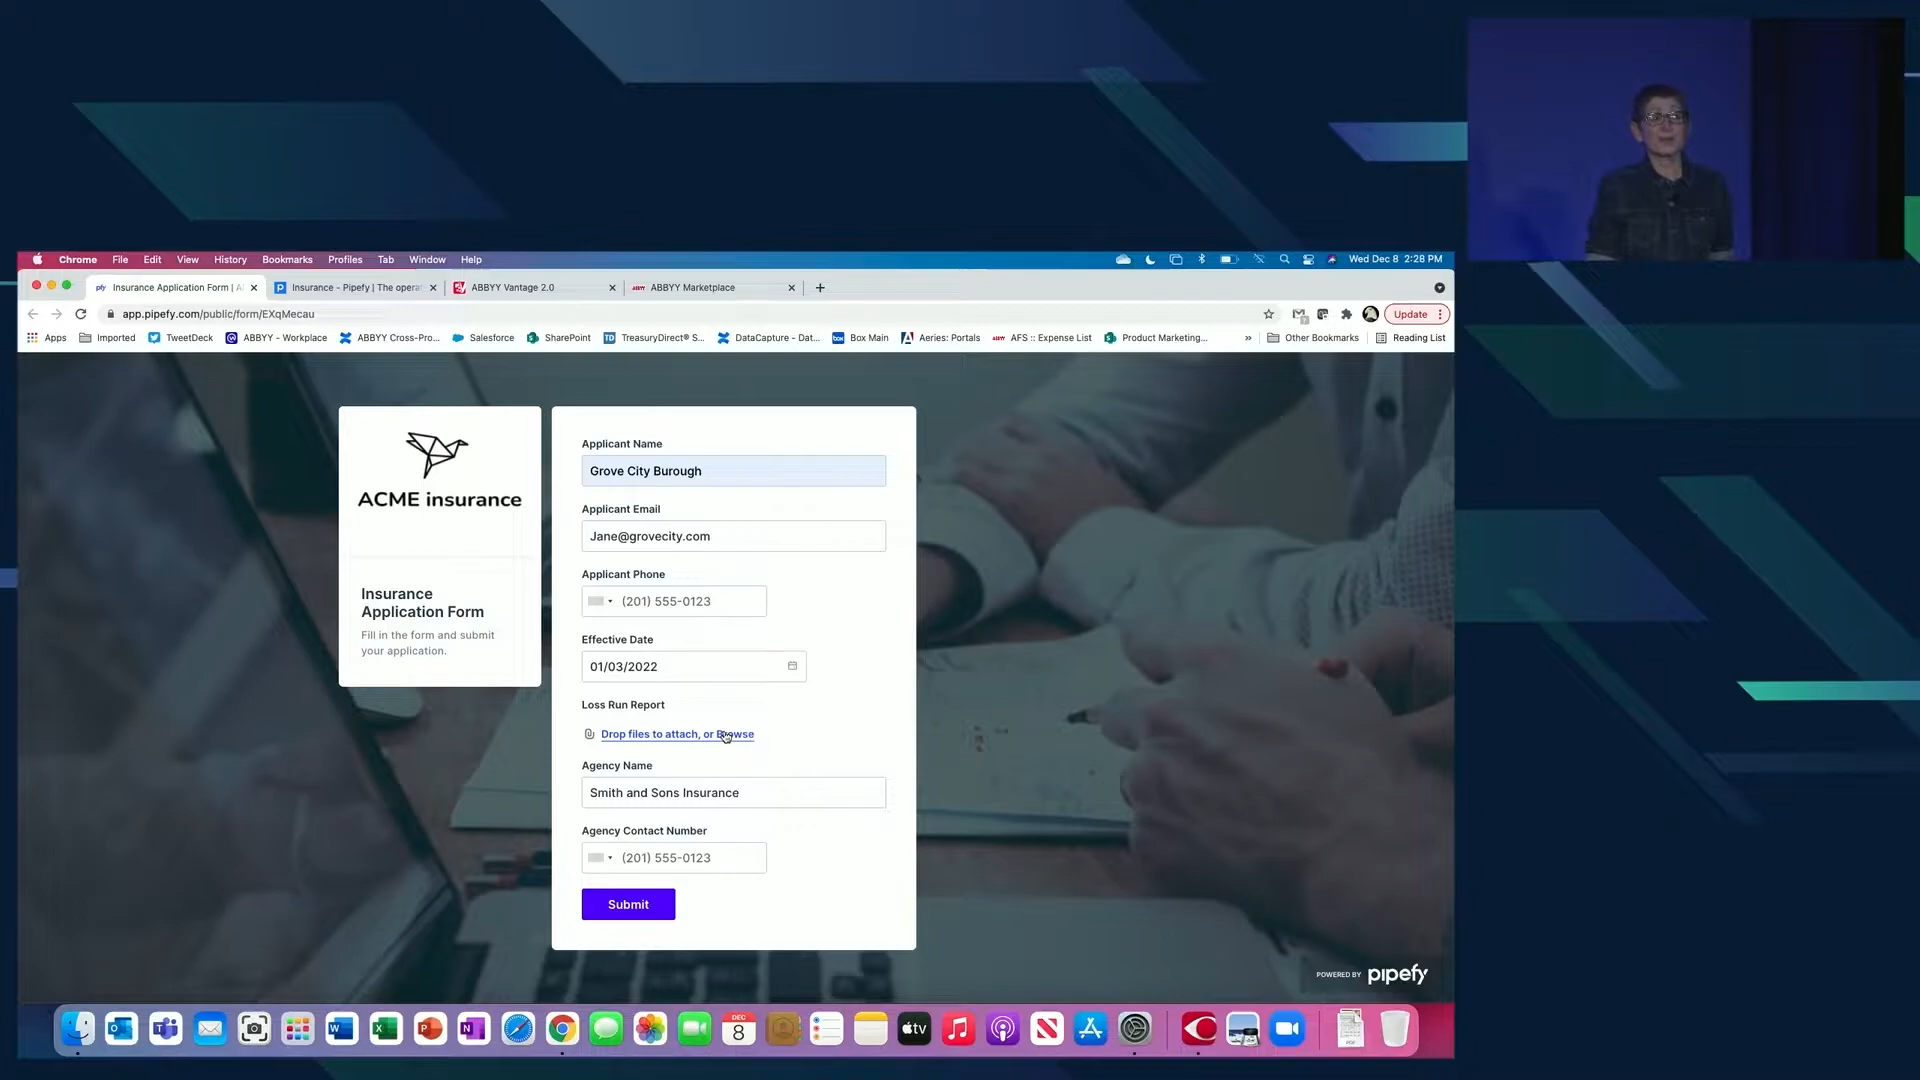 Chrome File Edit View History Bookmarks Profiles Tab Window Help
Wed Dec 8 2:28 PM
ply Insurance Application Form | A
Insurance - Pipefy | The opera
ABBYY Vantage 2.0
ABBYY Marketplace
app.pipefy.com/public/form/EXqMecau
Update
Apps Imported TweetDeck ABBYY - Workplace ABBYY Cross-Pro... Salesforce SharePoint TreasuryDirect® S... DataCapture - Dat... Box Main Aeries: Portals AFS :: Expense List Product Marketing... » Other Bookmarks Reading List
ACME insurance
Insurance
Application Form
Fill in the form and submit
your application.
Applicant Name
Grove City Burough
Applicant Email
Jane@grovecity.com
Applicant Phone
(201) 555-0123
Effective Date
01/03/2022
Loss Run Report
Drop files to attach, or Browse
Agency Name
Smith and Sons Insurance
Agency Contact Number
(201) 555-0123
Submit
POWERED BY pipefy
DEC
8
tv
PDF